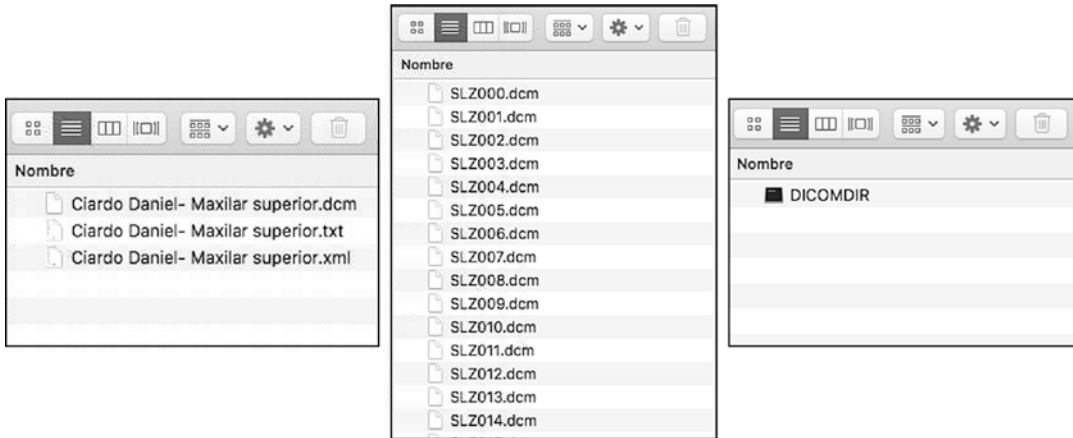 Nombre
Ciardo Daniel- Maxilar superior.dcm
Ciardo Daniel- Maxilar superior.txt
Ciardo Daniel- Maxilar superior.xml
Nombre
SLZ000.dcm
SLZ001.dcm
SLZ002.dcm
SLZ003.dcm
SLZ004.dcm
SLZ005.dcm
SLZ006.dcm
SLZ007.dcm
SLZ008.dcm
SLZ009.dcm
SLZ010.dcm
SLZ011.dcm
SLZ012.dcm
SLZ013.dcm
SLZ014.dcm
Nombre
DICOMDIR